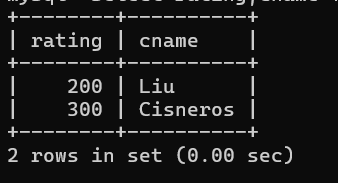 +--------+----------+
| rating | cname    |
+--------+----------+
|    200 | Liu      |
|    300 | Cisneros |
+--------+----------+
2 rows in set (0.00 sec)